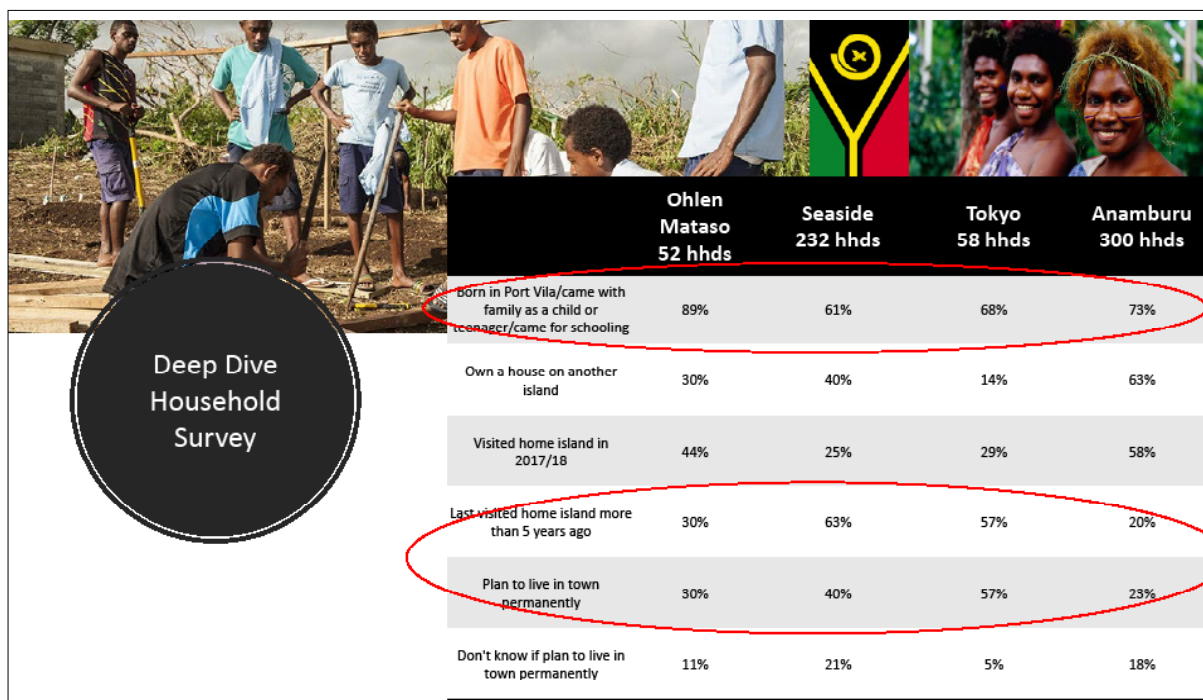 Deep Dive
Household
Survey
Ohlen
Mataso
52 hhds
Seaside
232 hhds
Tokyo
58 hhds
Anamburu
300 hhds
Born in Port Vila/came with
family as a child or
teenager/came for schooling
89%
61%
68%
73%
Own a house on another
island
30%
40%
14%
63%
Visited home island in
2017/18
44%
25%
29%
58%
Last visited home island more
than 5 years ago
30%
63%
57%
20%
Plan to live in town
permanently
30%
40%
57%
23%
Don't know if plan to live in
town permanently
11%
21%
5%
18%